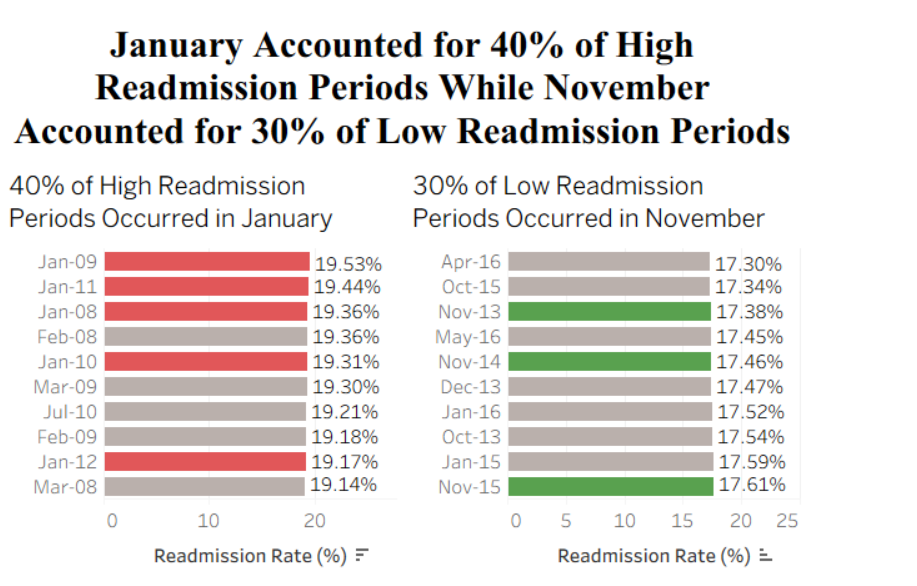 January Accounted for 40% of High
Readmission Periods While November
Accounted for 30% of Low Readmission Periods
40% of High Readmission
Periods Occurred in January
Jan-09 19.53%
Jan-11 19.44%
Jan-08 19.36%
Feb-08 19.36%
Jan-10 19.31%
Mar-09 19.30%
Jul-10 19.21%
Feb-09 19.18%
Jan-12 19.17%
Mar-08 19.14%
0 10 20
Readmission Rate (%)
30% of Low Readmission
Periods Occurred in November
Apr-16 17.30%
Oct-15 17.34%
Nov-13 17.38%
May-16 17.45%
Nov-14 17.46%
Dec-13 17.47%
Jan-16 17.52%
Oct-13 17.54%
Jan-15 17.59%
Nov-15 17.61%
0 5 10 15 20 25
Readmission Rate (%)